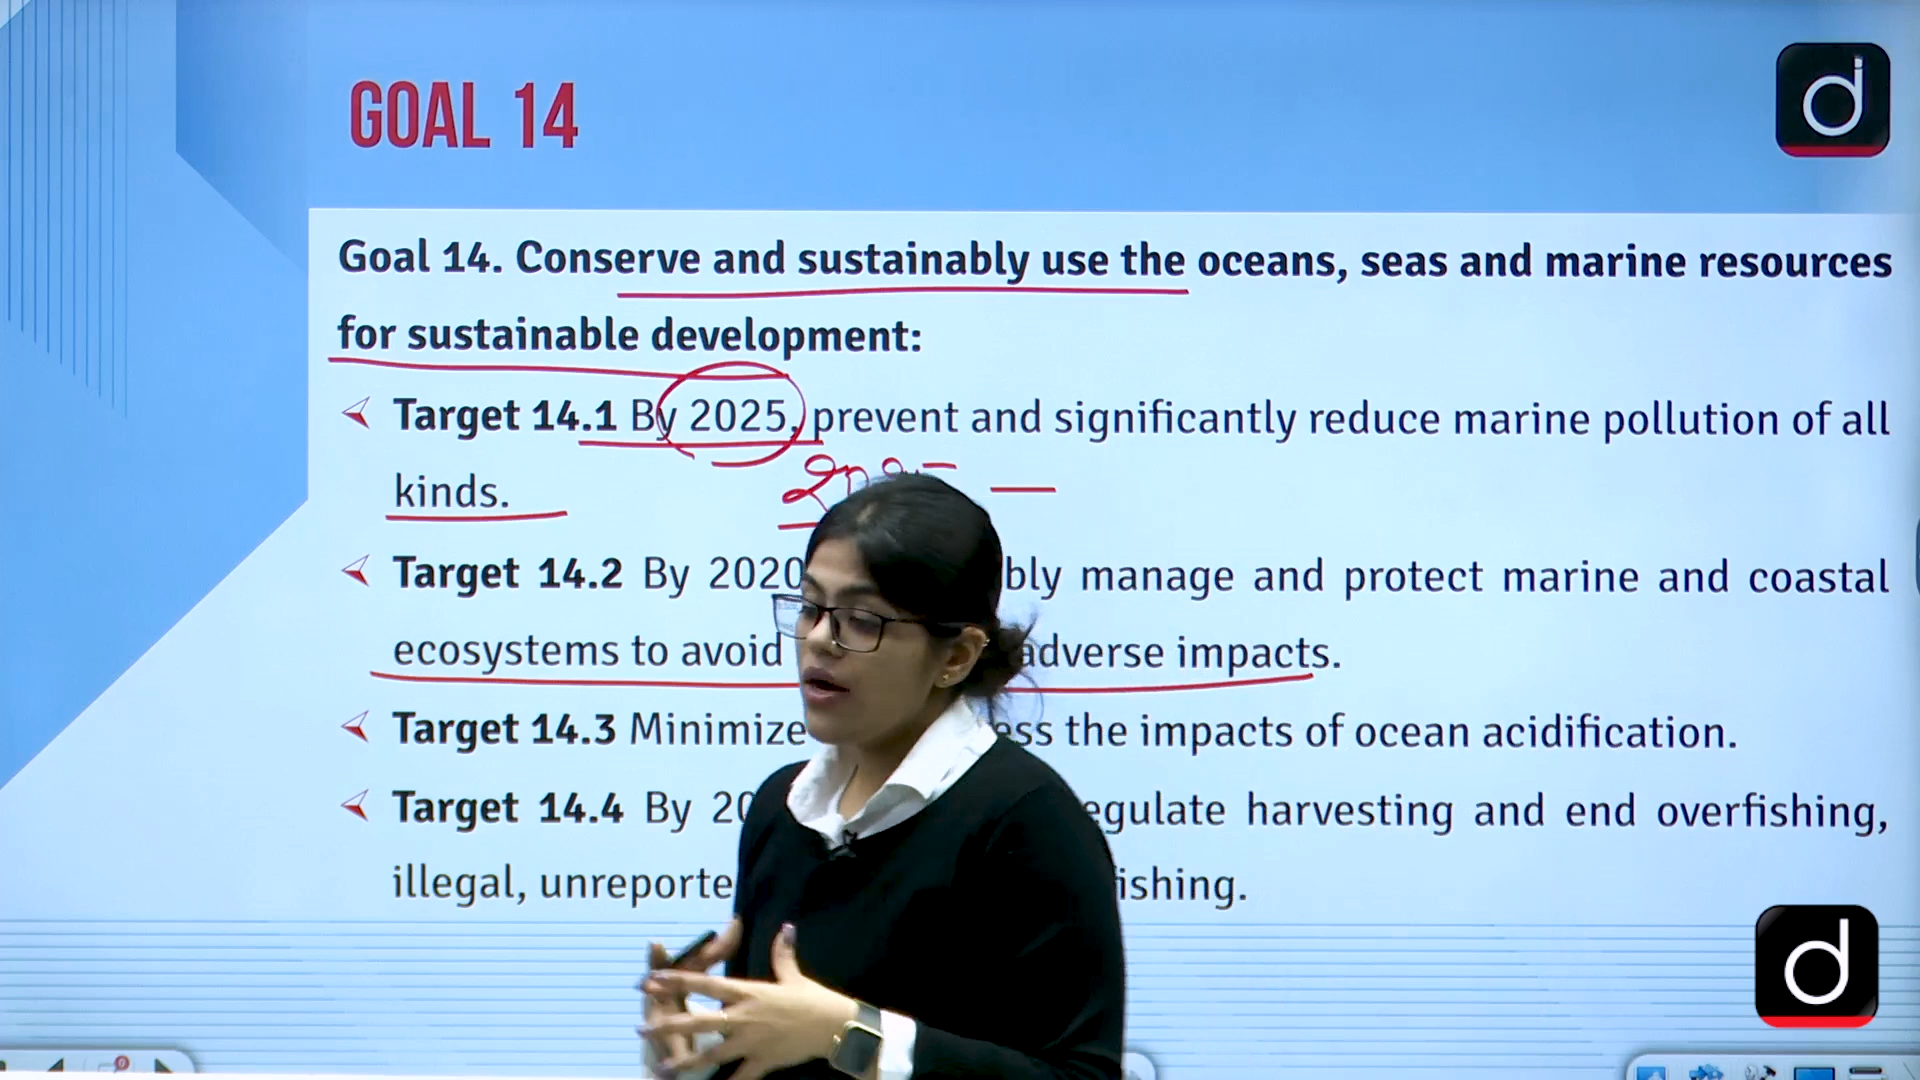 GOAL 14
d
Goal 14. Conserve and sustainably use the oceans, seas and marine resources
for sustainable development:
Target 14.1 By 2025, prevent and significantly reduce marine pollution of all
kinds.
Target 14.2 By 2020 manage and protect marine and coastal
ecosystems to avoid adverse impacts.
Target 14.3 Minimize the impacts of ocean acidification.
Target 14.4 By harvesting and end overfishing,
illegal,
d